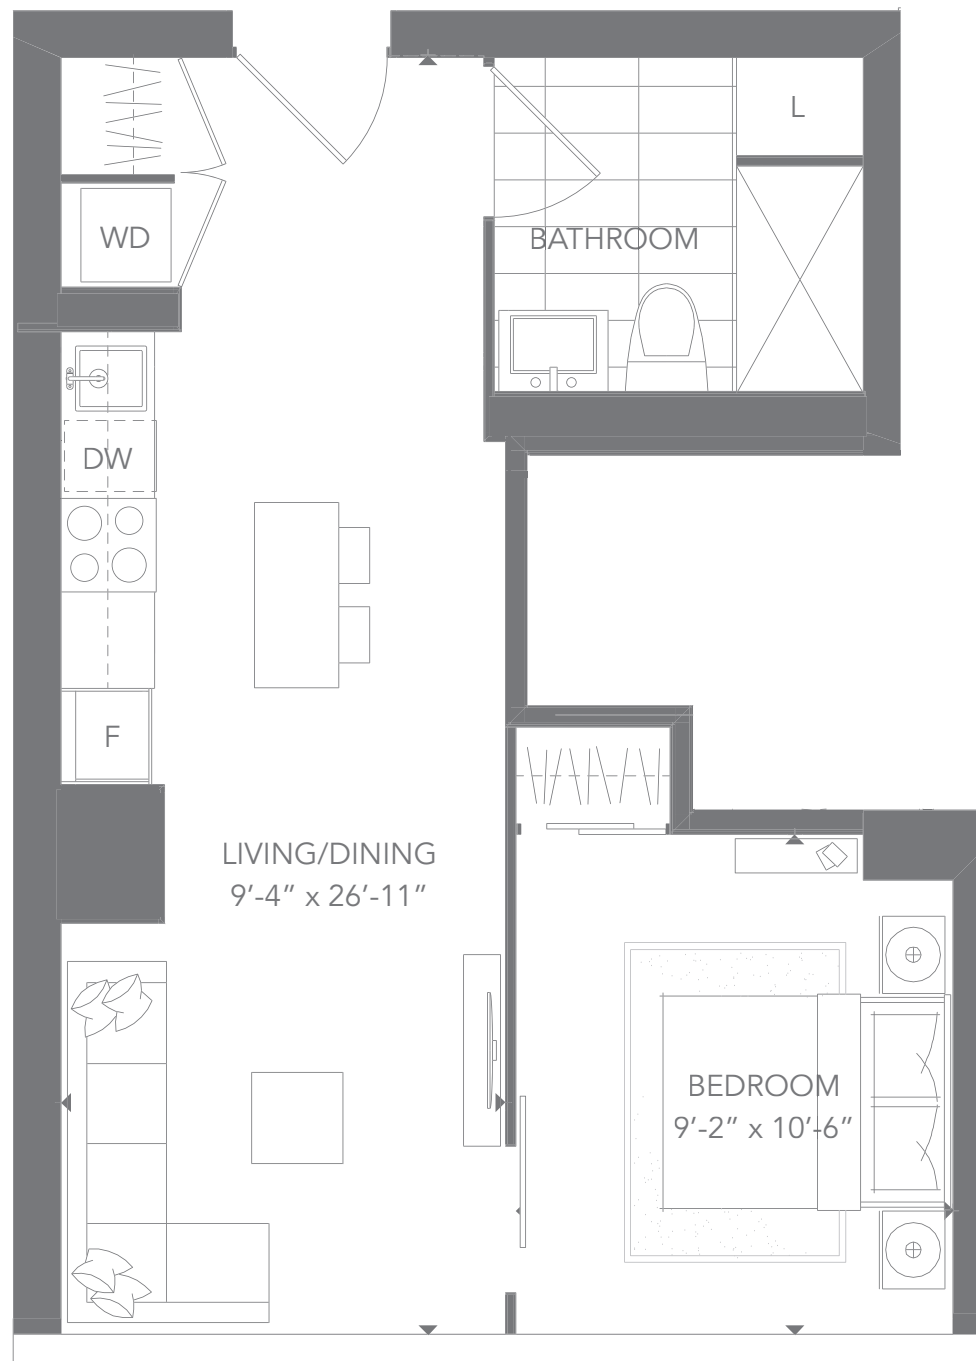 L
WD
BATHROOM
DW
F
LIVING/DINING
9’-4” x 26’-11”
BEDROOM
9’-2” x 10’-6”